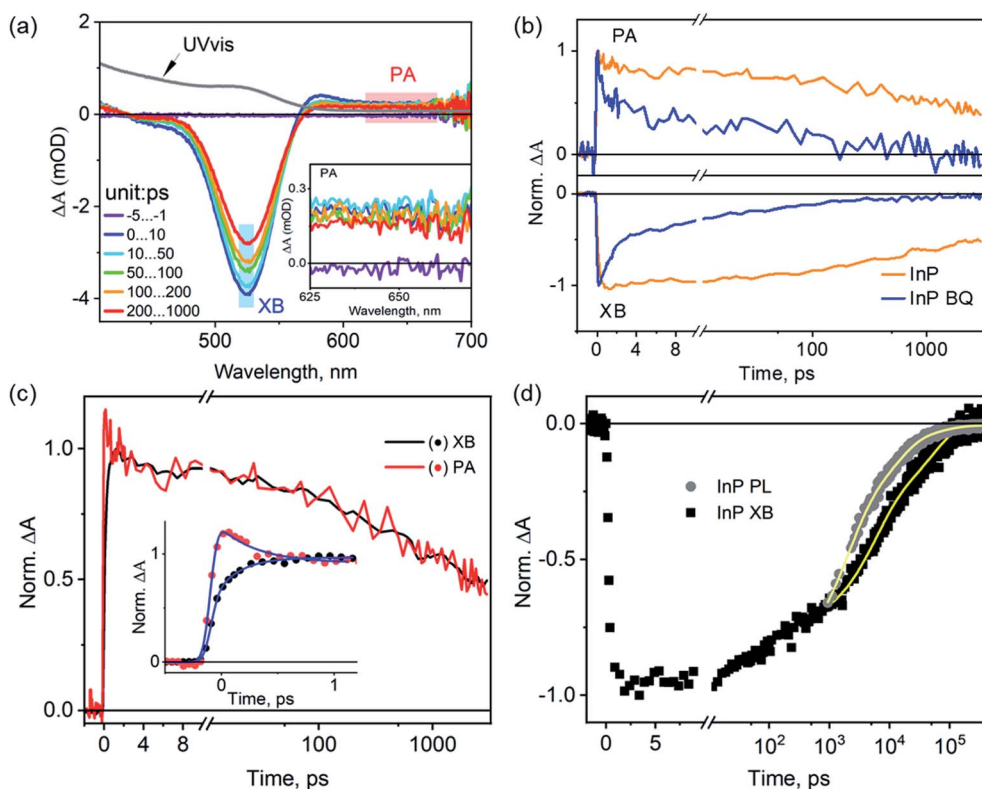 (a)
2
0
-2
-4
ΔA (mOD)
UVvis
PA
unit:ps
-5...-1
0...10
10...50
50...100
100...200
200...1000
XB
PA
0.3
0.0
ΔA (mOD)
625
650
Wavelength, nm
500
600
700
Wavelength, nm
(b)
PA
1
0
0
-1
Norm. ΔA
XB
InP
InP BQ
0
4
8
100
1000
Time, ps
(c)
1.0
0.5
0.0
Norm. ΔA
(•) XB
(•) PA
1
0
Norm. ΔA
0
1
Time, ps
0
4
8
100
1000
Time, ps
(d)
0.0
-0.5
-1.0
Norm. ΔA
InP PL
InP XB
0
5
10²
10³
10⁴
10⁵
Time, ps